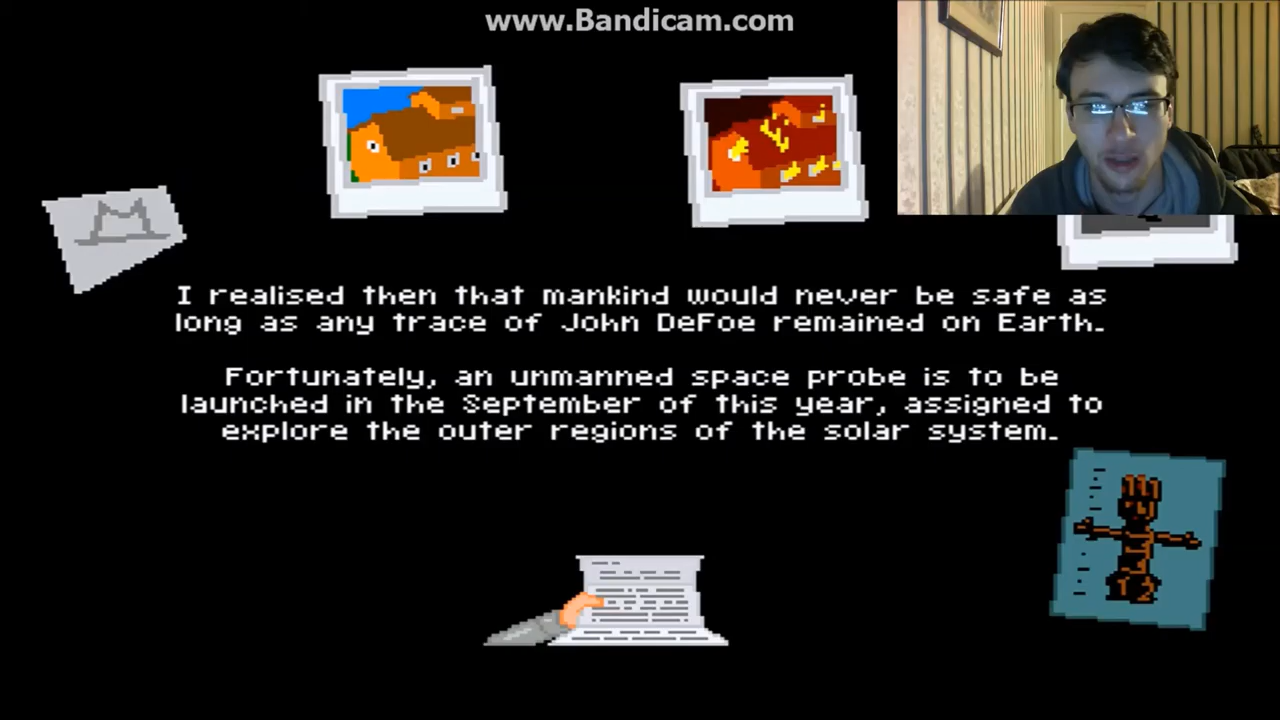 www.Bandicam.com
I realised then that mankind would never be safe as
long as any trace of John DeFoe remained on Earth.
Fortunately, an unmanned space probe is to be
launched in the September of this year, assigned to
explore the outer regions of the solar system.